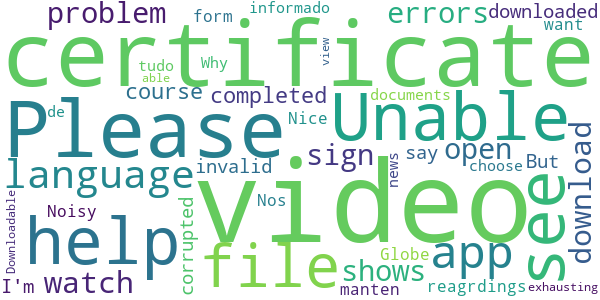 problem
form
informado
errors
downloaded
want
certificate
tudo
able
Why
view
Please
course
completed
documents
Unable
de
Nice
language
invalid
sign
say
open
But
choose
download
see
Downloadable
Noisy
corrupted
Nos
video
news
help
file
app
Globe
shows
I'm
watch
manten
reagrdings
exhausting